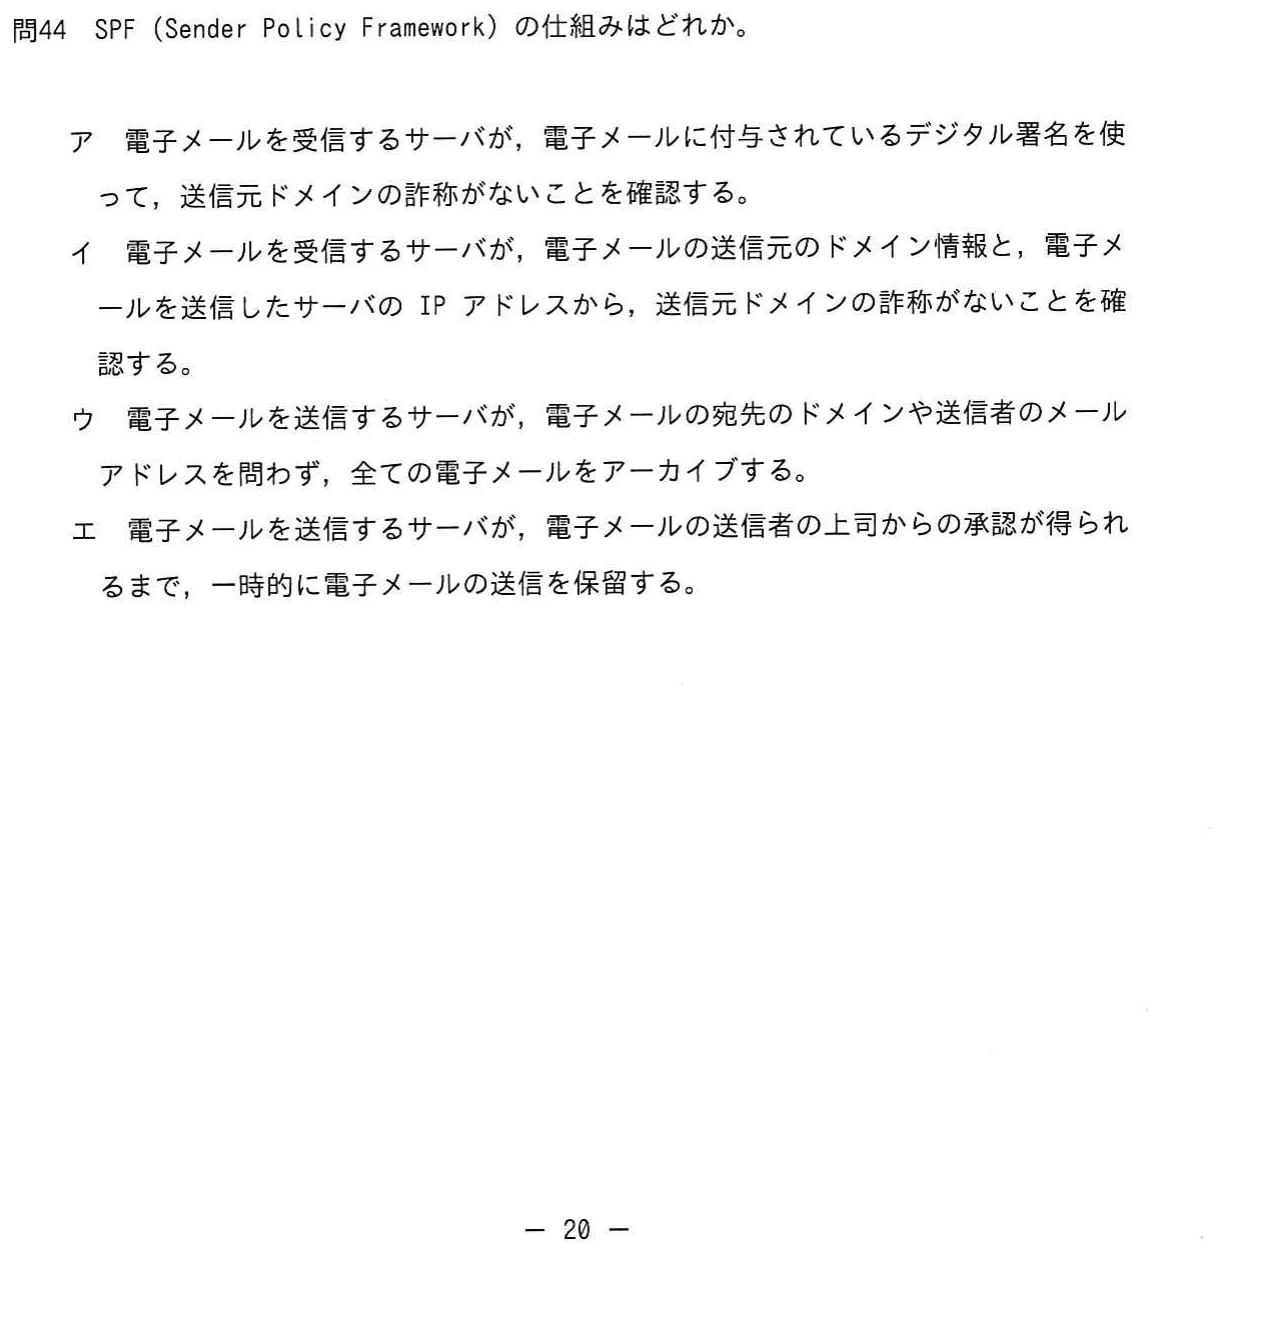 問44　SPF (Sender Policy Framework) の仕組みはどれか。
ア　電子メールを受信するサーバが，電子メールに付与されているデジタル署名を使
って，送信元ドメインの詐称がないことを確認する。
イ　電子メールを受信するサーバが，電子メールの送信元のドメイン情報と，電子メ
ールを送信したサーバの IP アドレスから，送信元ドメインの詐称がないことを確
認する。
ウ　電子メールを送信するサーバが，電子メールの宛先のドメインや送信者のメール
アドレスを問わず，全ての電子メールをアーカイブする。
エ　電子メールを送信するサーバが，電子メールの送信者の上司からの承認が得られ
るまで，一時的に電子メールの送信を保留する。
― 20 ―